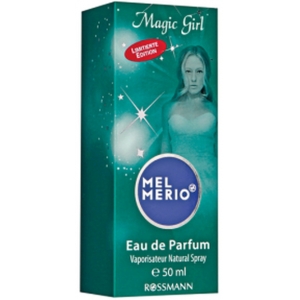 Magic Girl
LIMITIERTE
EDITION
MEL
MERIO
Eau de Parfum
Vaporisateur Natural Spray
℮ 50 ml
ROSSMANN